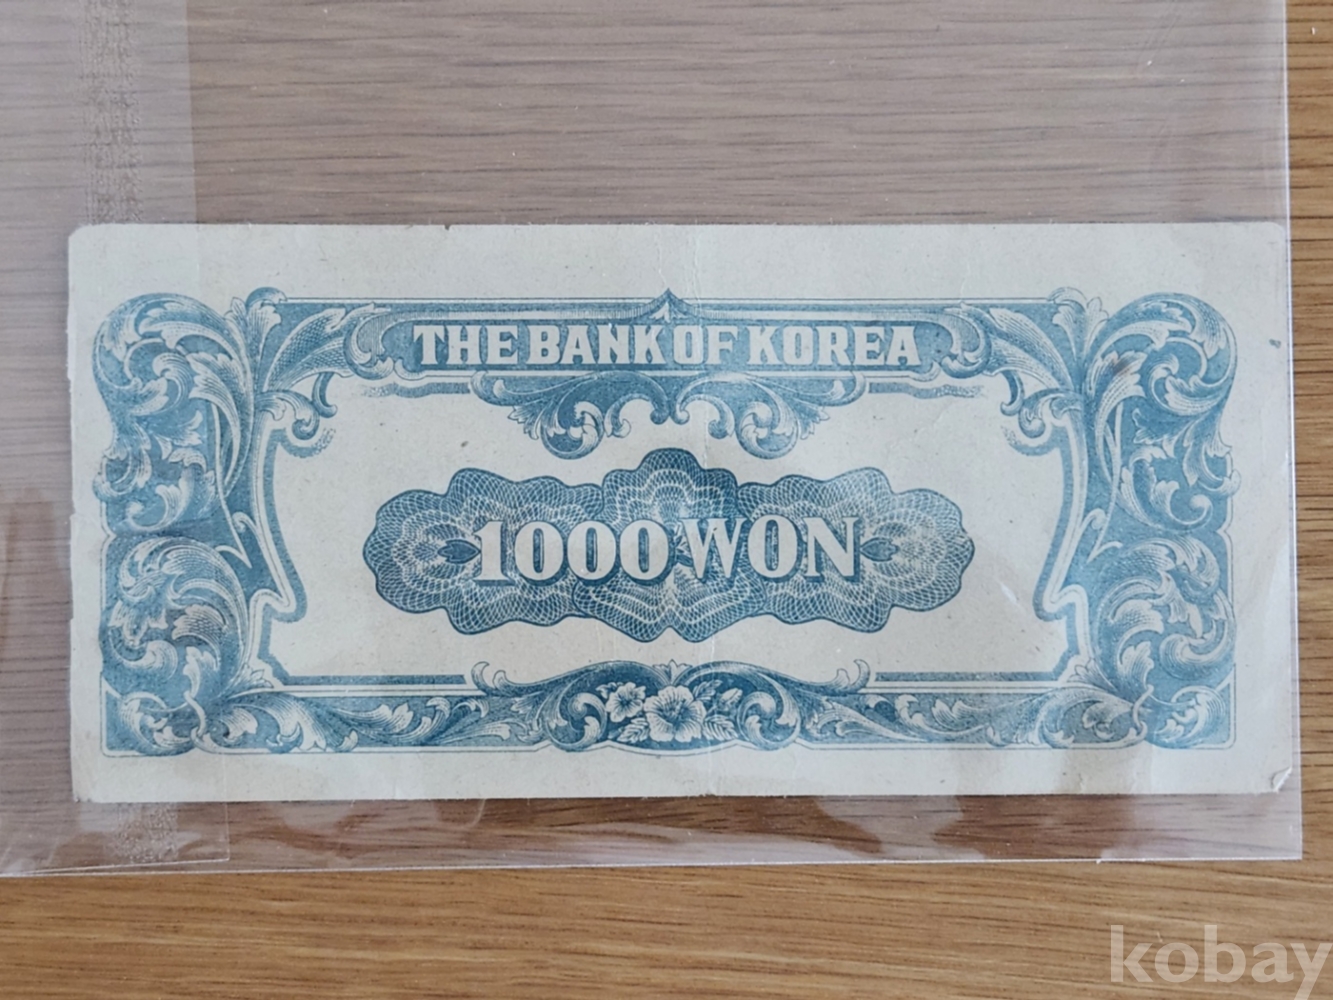 THE BANK OF KOREA
1000 WON
kobay